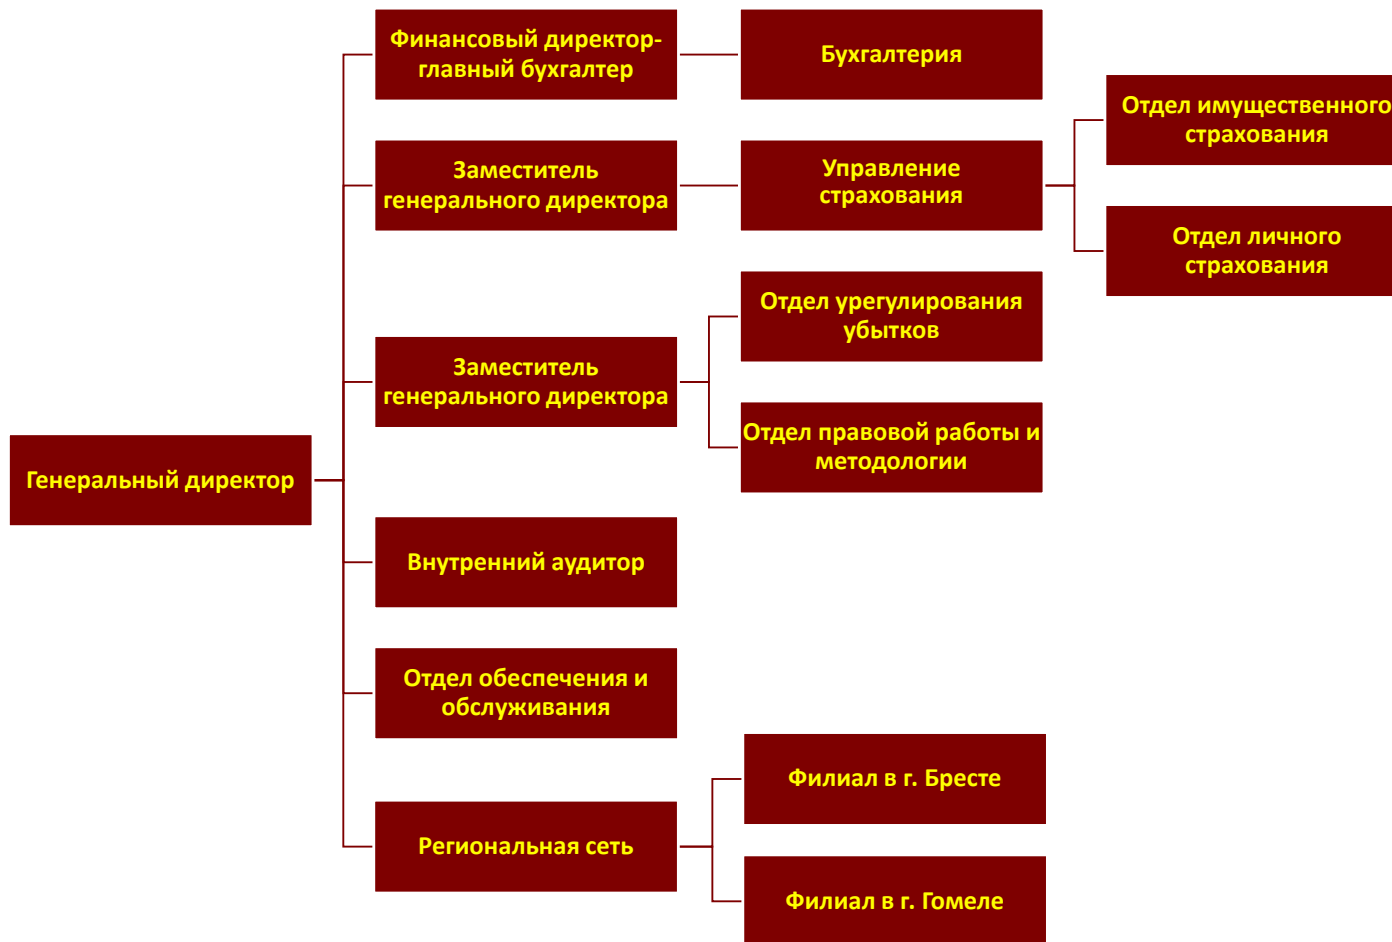 Финансовый директор-
главный бухгалтер
Бухгалтерия
Отдел имущественного
страхования
Заместитель
генерального директора
Управление
страхования
Отдел личного
страхования
Отдел урегулирования
убытков
Заместитель
генерального директора
Отдел правовой работы и
методологии
Генеральный директор
Внутренний аудитор
Отдел обеспечения и
обслуживания
Филиал в г. Бресте
Региональная сеть
Филиал в г. Гомеле